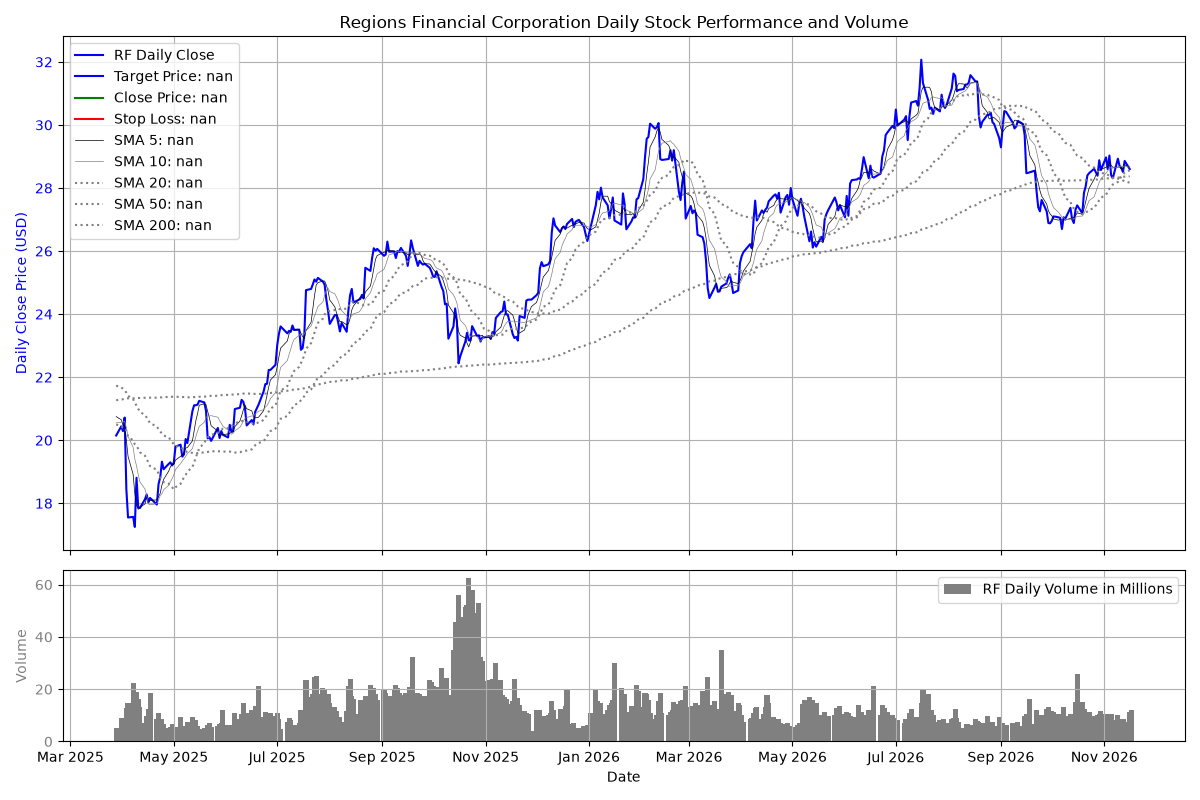 Regions Financial Corporation Daily Stock Performance and Volume
RF Daily Close
Target Price: nan
Close Price: nan
Stop Loss: nan
SMA 5: nan
SMA 10: nan
SMA 20: nan
SMA 50: nan
SMA 200: nan
Daily Close Price (USD)
32
30
28
26
24
22
20
18
RF Daily Volume in Millions
Volume
60
40
20
0
Mar 2025 May 2025 Jul 2025 Sep 2025 Nov 2025 Jan 2026 Mar 2026 May 2026 Jul 2026 Sep 2026 Nov 2026
Date